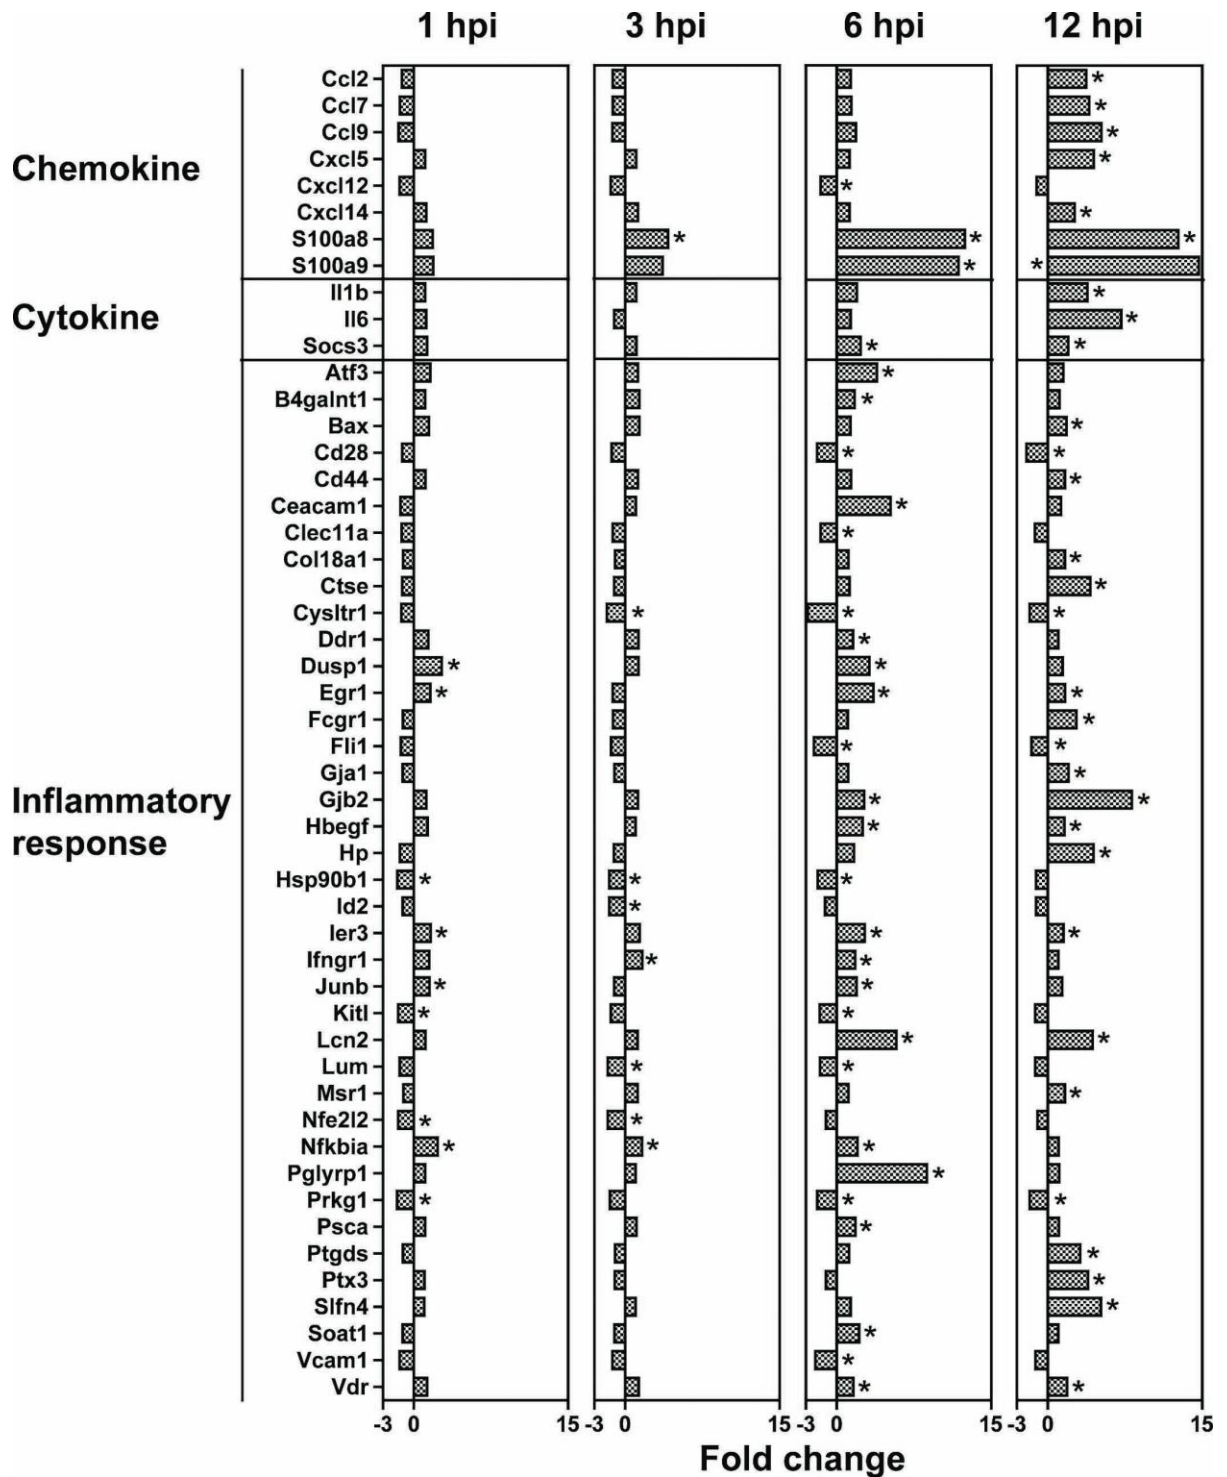 1 hpi 3 hpi 6 hpi 12 hpi
Chemokine
Ccl2
Ccl7
Ccl9
Cxcl5
Cxcl12
Cxcl14
S100a8
S100a9
Cytokine
Il1b
Il6
Socs3
Inflammatory
response
Atf3
B4galnt1
Bax
Cd28
Cd44
Ceacam1
Clec11a
Col18a1
Ctse
Cysltr1
Ddr1
Dusp1
Egr1
Fcgr1
Fli1
Gja1
Gjb2
Hbegf
Hp
Hsp90b1
Id2
Ier3
Ifngr1
Junb
Kitl
Lcn2
Lum
Msr1
Nfe2l2
Nfkbia
Pglyrp1
Prkg1
Psca
Ptgds
Ptx3
Slfn4
Soat1
Vcam1
Vdr
-3 0 15 -3 0 15 -3 0 15 -3 0 15
Fold change